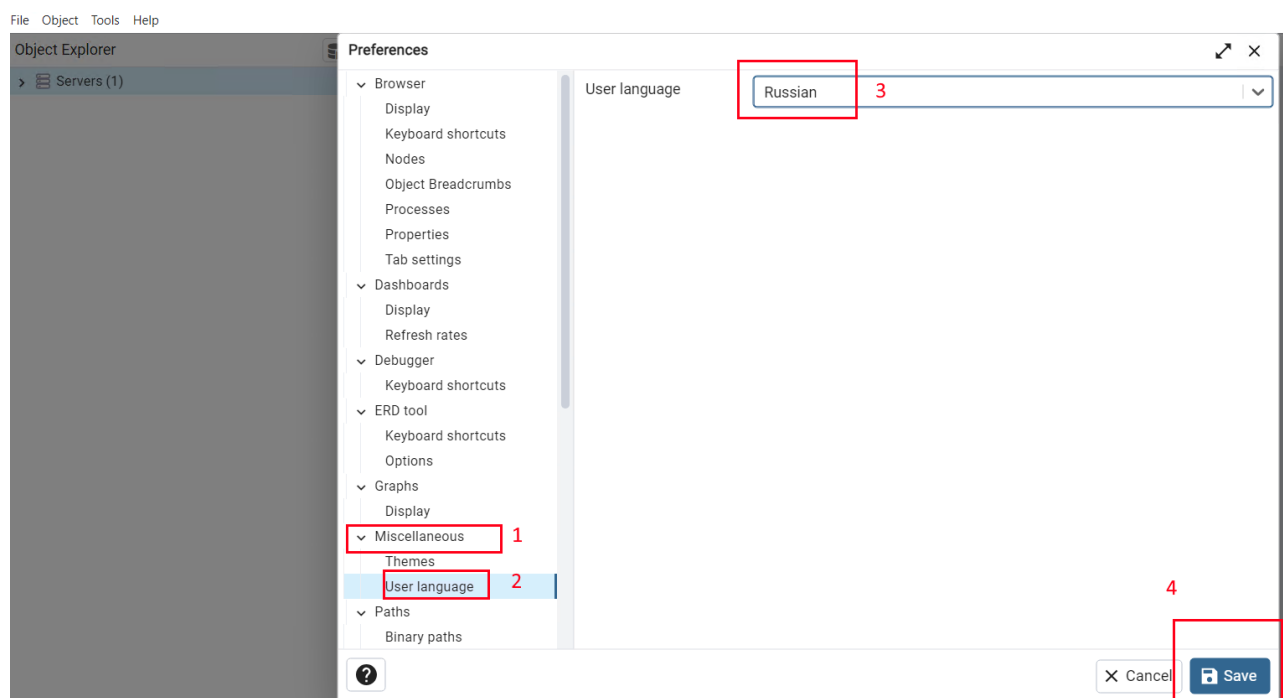 File Object Tools Help
Object Explorer
Servers (1)
Preferences
Browser
Display
Keyboard shortcuts
Nodes
Object Breadcrumbs
Processes
Properties
Tab settings
Dashboards
Display
Refresh rates
Debugger
Keyboard shortcuts
ERD tool
Keyboard shortcuts
Options
Graphs
Display
Miscellaneous 1
Themes
User language 2
Paths
Binary paths
User language Russian 3
4
? Cancel Save